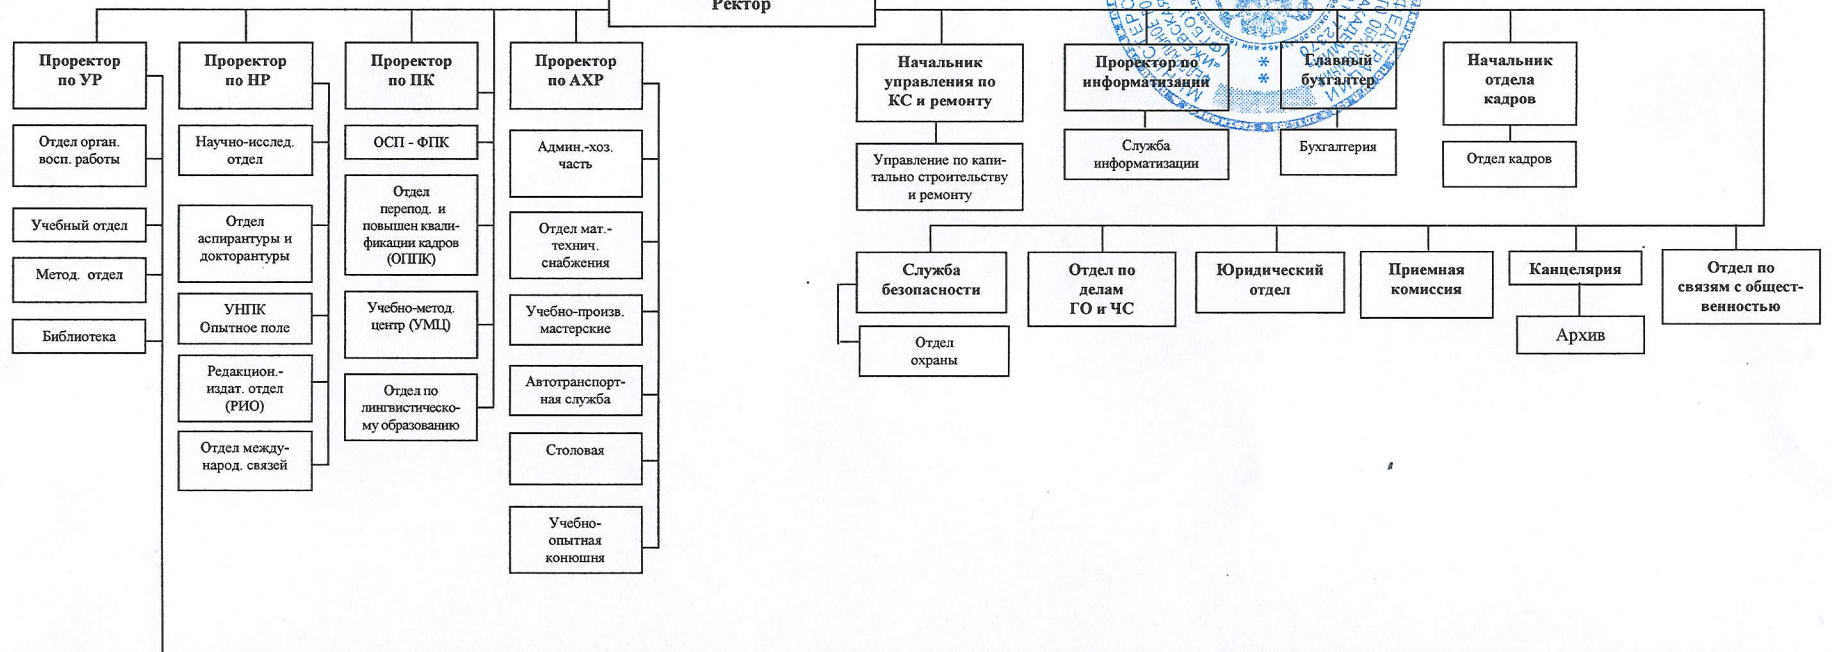 Ректор
Проректор
по УР
Отдел орган.
восп. работы
Учебный отдел
Метод. отдел
Библиотека
Проректор
по НР
Научно-исслед.
отдел
Отдел
аспирантуры и
докторантуры
УНПК
Опытное поле
Редакцион.-
издат. отдел
(РИО)
Отдел между-
народ. связей
Проректор
по ПК
ОСП - ФПК
Отдел
перепод. и
повышен квали-
фикации кадров
(ОППК)
Учебно-метод.
центр (УМЦ)
Отдел по
лингвистическо-
му образованию
Проректор
по АХР
Админ.-хоз.
часть
Отдел мат.-
технич.
снабжения
Учебно-произв.
мастерские
Автотранспорт-
ная служба
Столовая
Учебно-
опытная
конюшня
Начальник
управления по
КС и ремонту
Управление по капи-
тально строительству
и ремонту
Проректор по
информатизации
Служба
информатизации
Главный
бухгалтер
Бухгалтерия
Начальник
отдела
кадров
Отдел кадров
Служба
безопасности
Отдел
охраны
Отдел по
делам
ГО и ЧС
Юридический
отдел
Приемная
комиссия
Канцелярия
Архив
Отдел по
связям с общест-
венностью